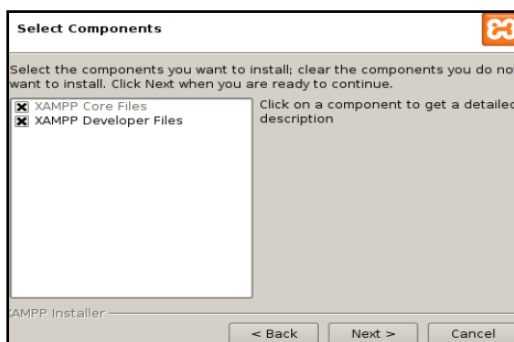 Select Components
Select the components you want to install; clear the components you do no
want to install. Click Next when you are ready to continue.
XAMPP Core Files
XAMPP Developer Files
Click on a component to get a detailed
description
XAMPP Installer
< Back
Next >
Cancel